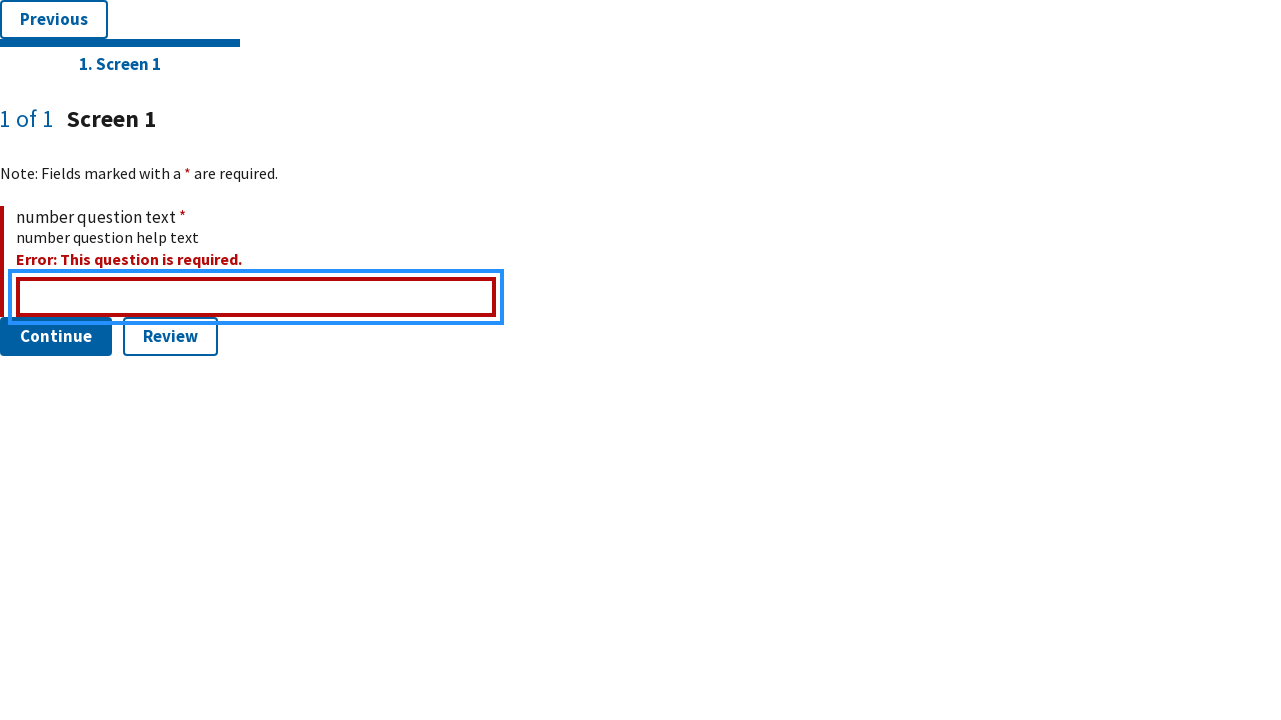 Previous
1. Screen 1
1 of 1 Screen 1
Note: Fields marked with a * are required.
number question text *
number question help text
Error: This question is required.
Continue Review